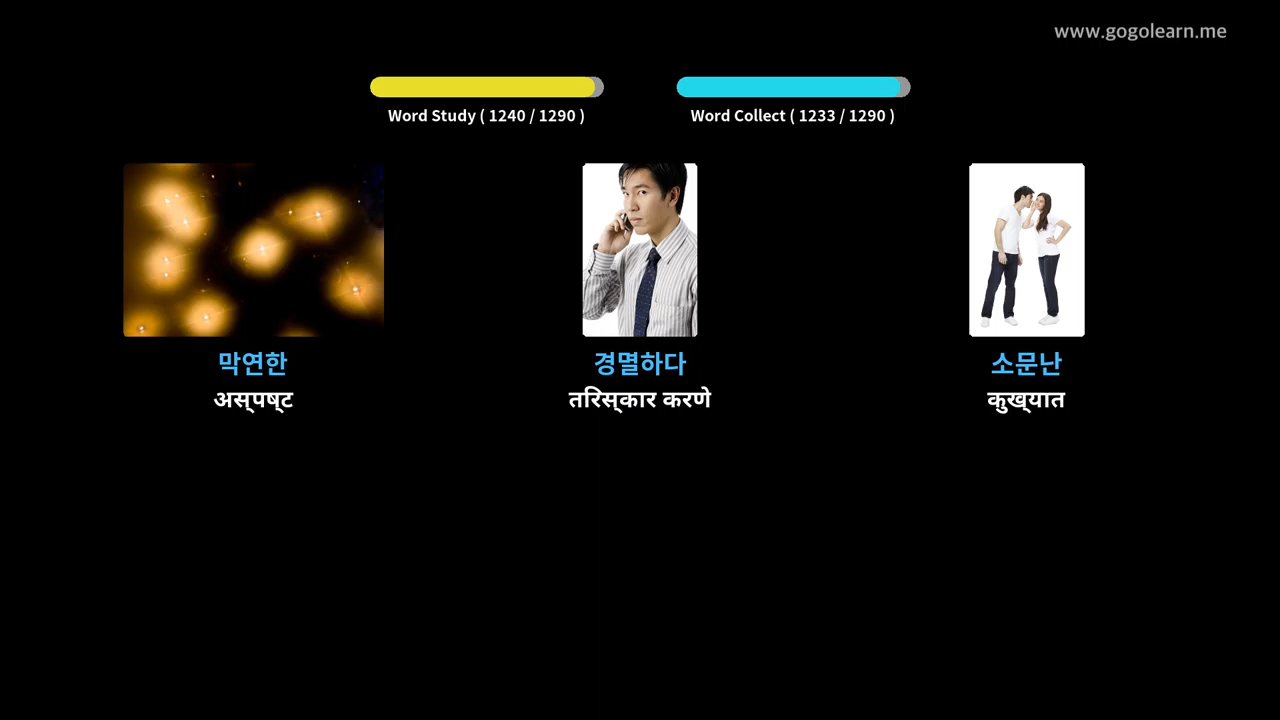 www.gogolearn.me
Word Study ( 1240 / 1290 )
Word Collect ( 1233 / 1290 )
막연한
अस्पष्ट
경멸하다
तिरस्कार करणे
소문난
कुख्यात